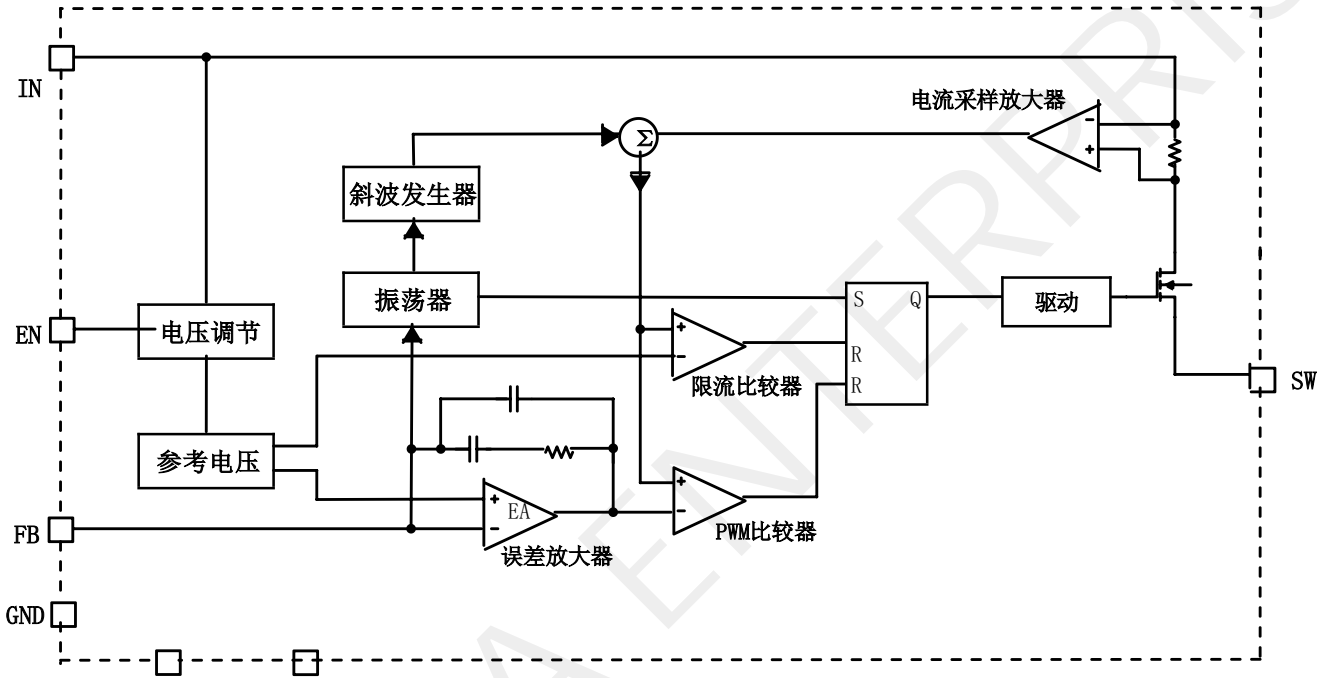 IN
电流采样放大器
-
+
Σ
斜波发生器
振荡器
S
Q
驱动
EN
电压调节
+
-
R
限流比较器
R
SW
参考电压
+
EA
-
误差放大器
+
-
PWM比较器
FB
GND
A ENTERPRIS